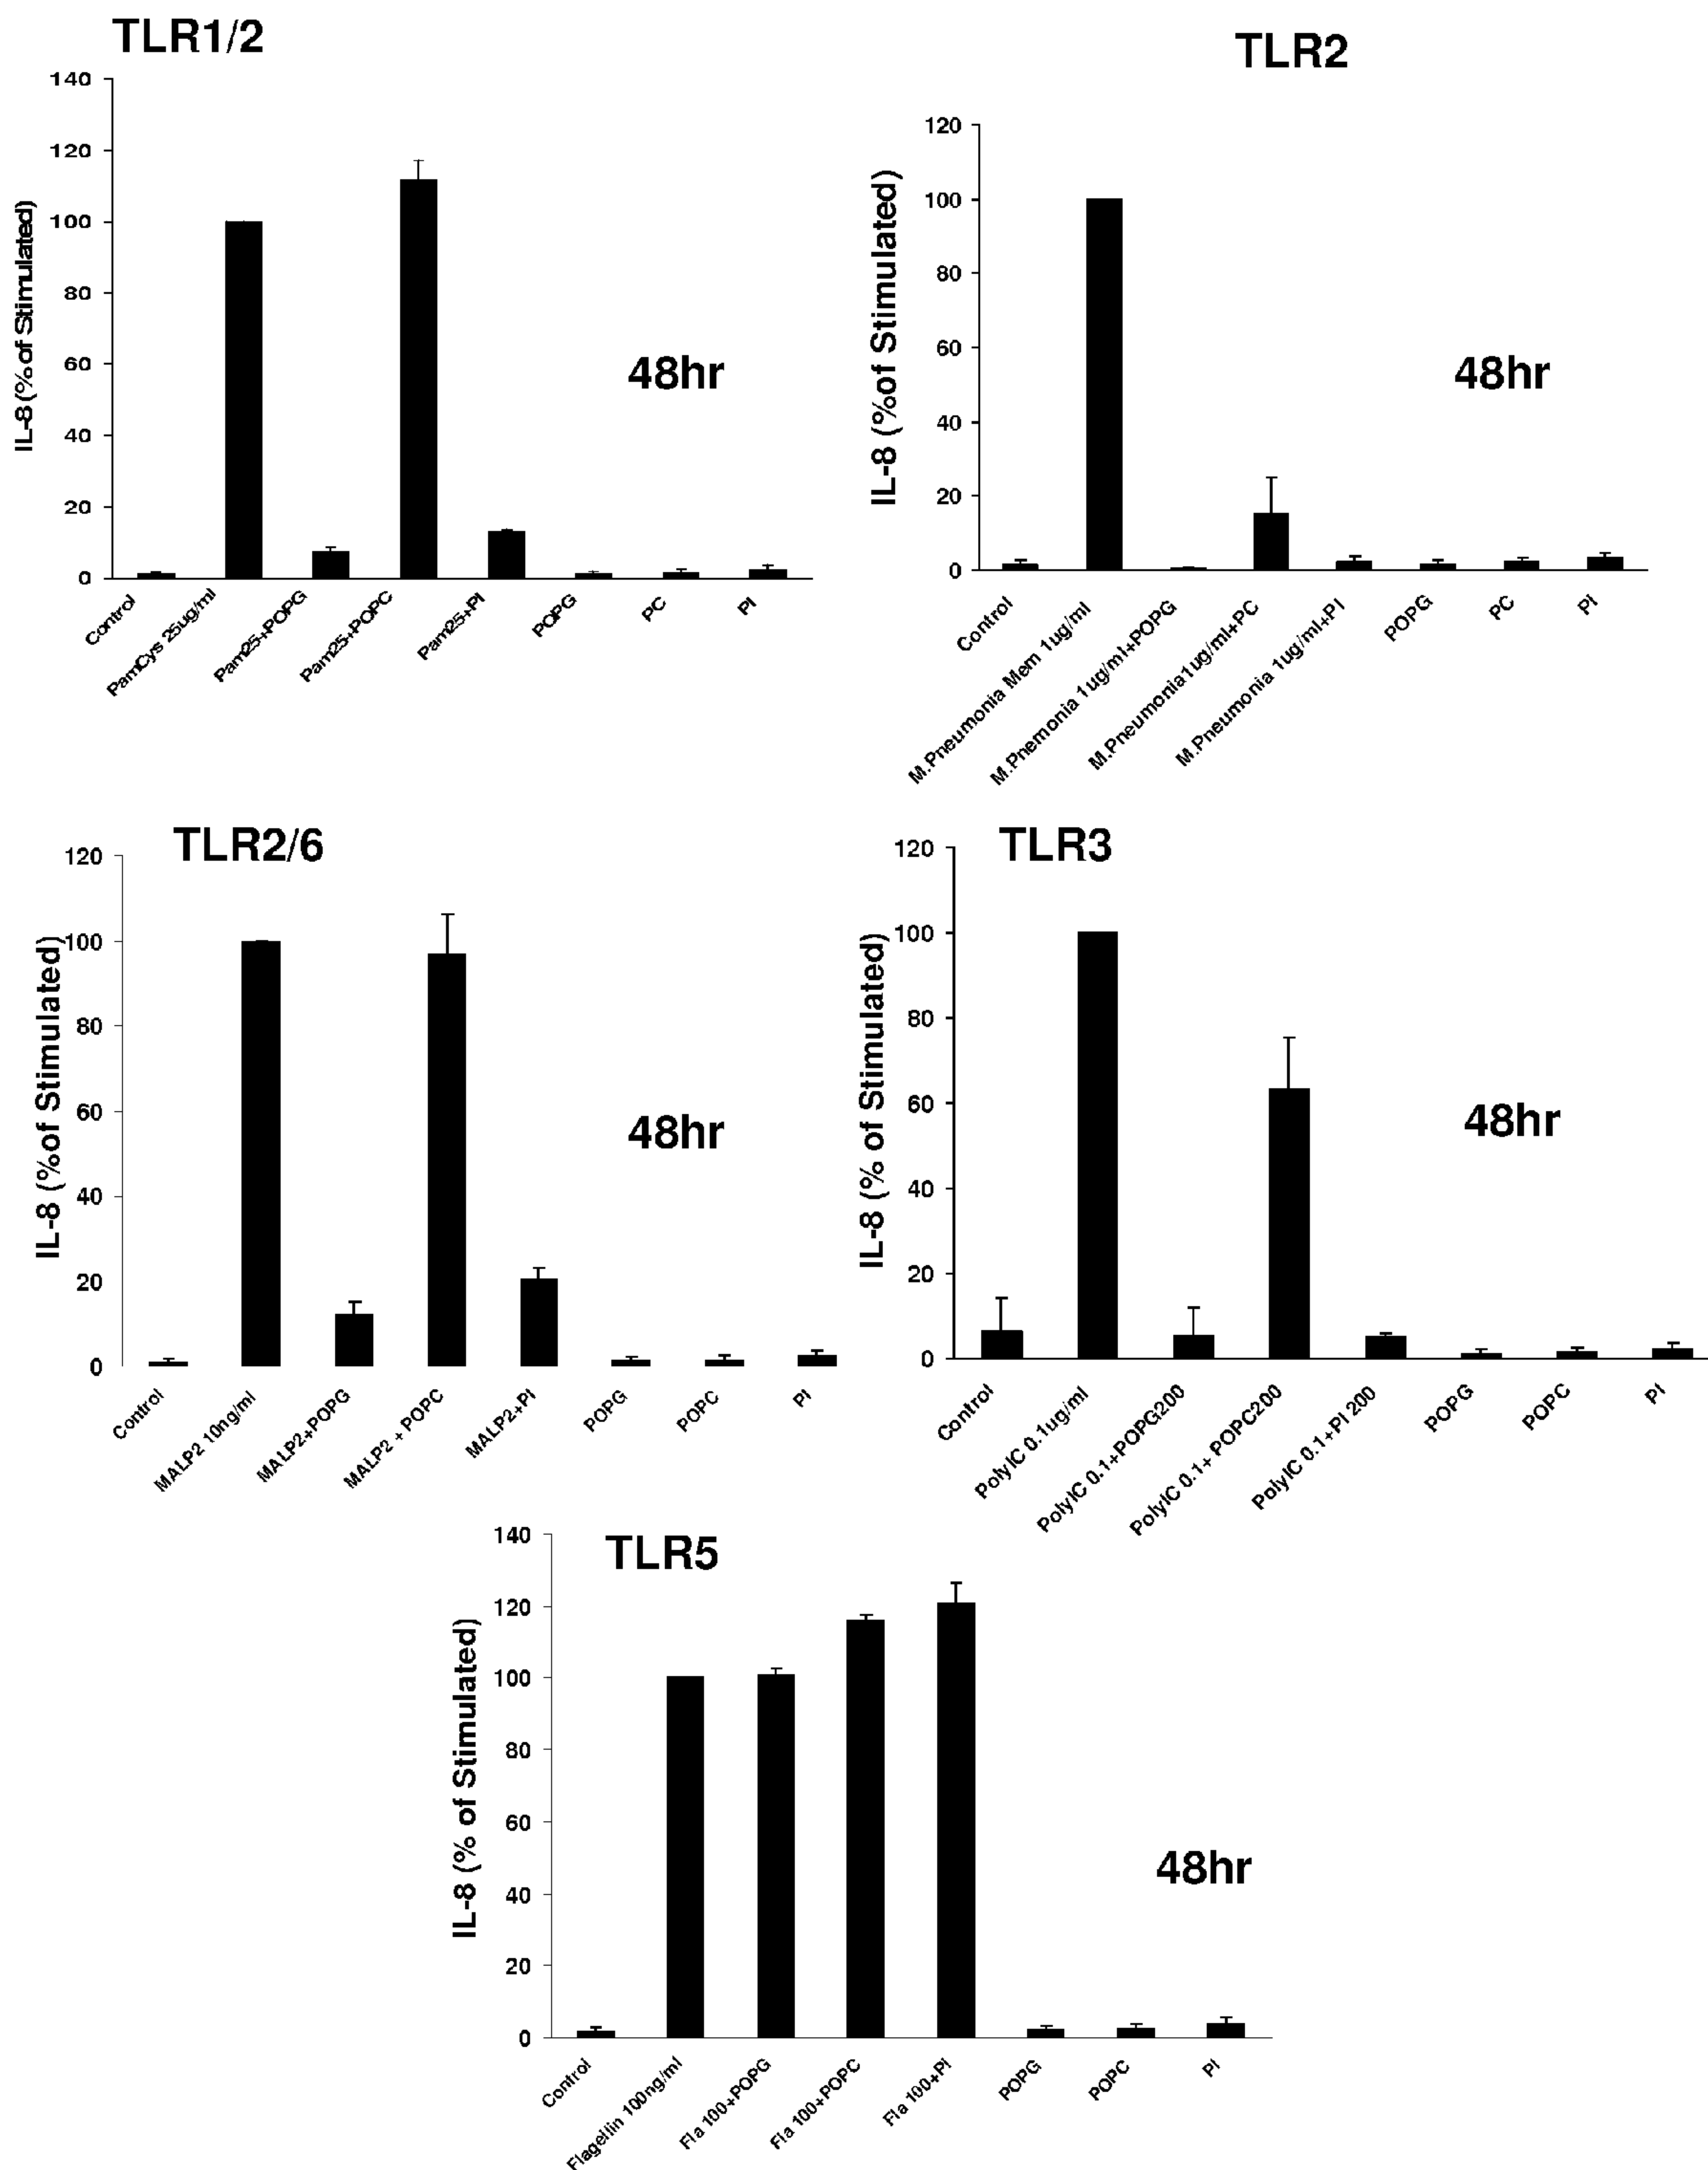 TLR1/2
140
120
100
80
60
40
20
0
IL-8 (% of Stimulated)
48hr
Control
PamCys 25ug/ml
Pam25+POPG
Pam25+POPC
Pam25+PI
POPG
PC
PI
TLR2
120
100
80
60
40
20
0
IL-8 (%of Stimulated)
48hr
Control
M.Pneumonia Mem 1ug/ml
M.Pnemonia 1ug/ml+POPG
M.Pneumonia1ug/ml+PC
M.Pneumonia 1ug/ml+PI
POPG
PC
PI
TLR2/6
120
100
80
60
40
20
0
IL-8 (%of Stimulated)
48hr
Control
MALP2 10ng/ml
MALP2+POPG
MALP2 + POPC
MALP2+PI
POPG
POPC
PI
TLR3
120
100
80
60
40
20
0
IL-8 (% of Stimulated)
48hr
Control
PolyIC 0.1ug/ml
PolyIC 0.1+POPG200
PolyIC 0.1+ POPC200
PolyIC 0.1+PI 200
POPG
POPC
PI
TLR5
140
120
100
80
60
40
20
0
IL-8 (% of Stimulated)
48hr
Control
Flagellin 100ng/ml
Fla 100+POPG
Fla 100+POPC
Fla 100+PI
POPG
POPC
PI